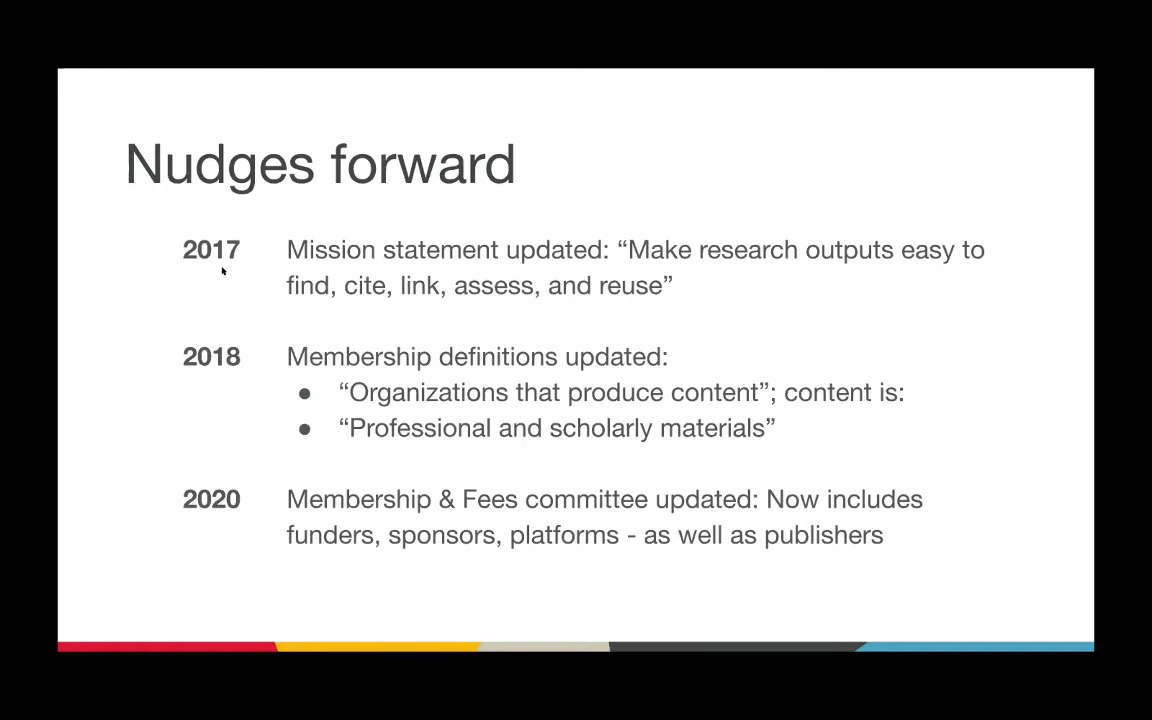 Nudges forward
2017 Mission statement updated: “Make research outputs easy to
find, cite, link, assess, and reuse”
2018 Membership definitions updated:
● “Organizations that produce content”; content is:
● “Professional and scholarly materials”
2020 Membership & Fees committee updated: Now includes
funders, sponsors, platforms - as well as publishers